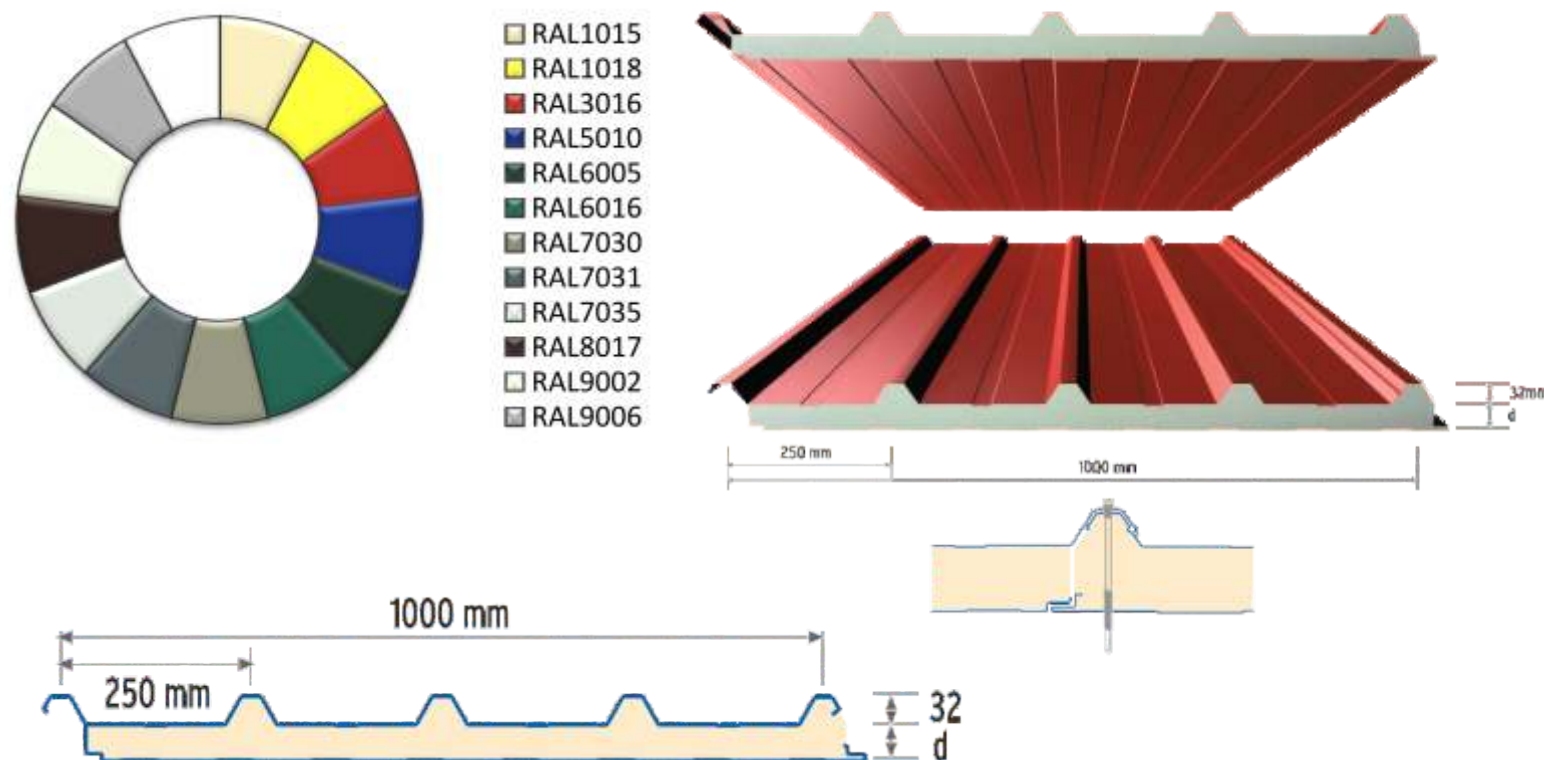 RAL1015
RAL1018
RAL3016
RAL5010
RAL6005
RAL6016
RAL7030
RAL7031
RAL7035
RAL8017
RAL9002
RAL9006
32mm
d
250 mm
1000 mm
1000 mm
250 mm
32
d